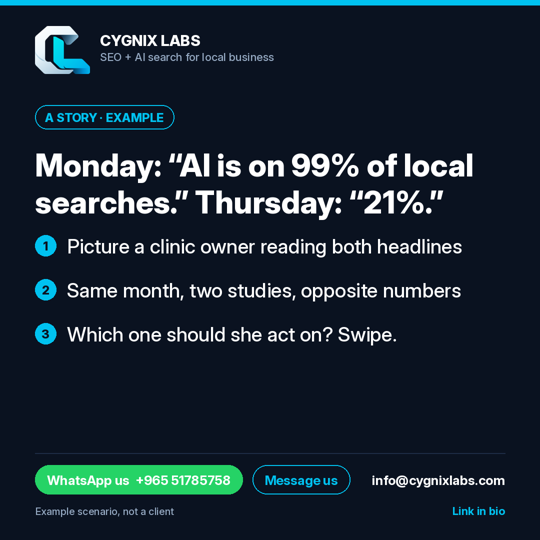 CYGNIX LABS
SEO + AI search for local business
A STORY · EXAMPLE
Monday: “AI is on 99% of local
searches.” Thursday: “21%.”
1 Picture a clinic owner reading both headlines
2 Same month, two studies, opposite numbers
3 Which one should she act on? Swipe.
WhatsApp us +965 51785758 Message us info@cygnixlabs.com
Example scenario, not a client Link in bio